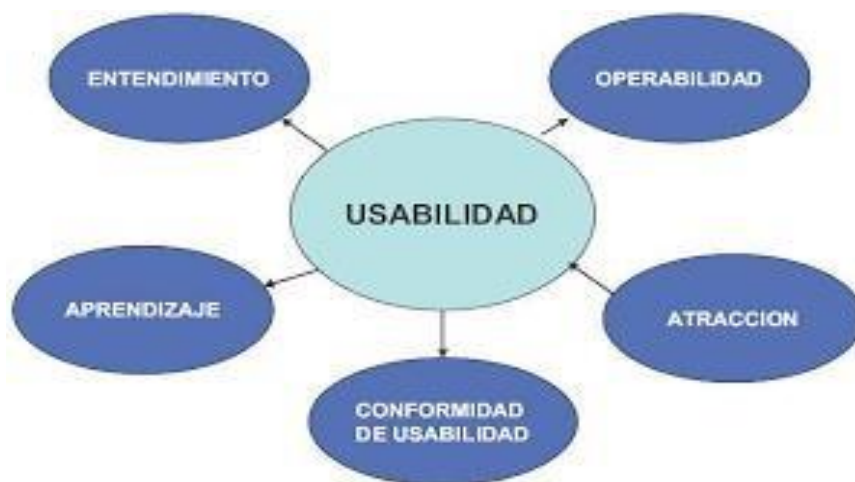 ENTENDIMIENTO
OPERABILIDAD
USABILIDAD
APRENDIZAJE
ATRACCION
CONFORMIDAD
DE USABILIDAD